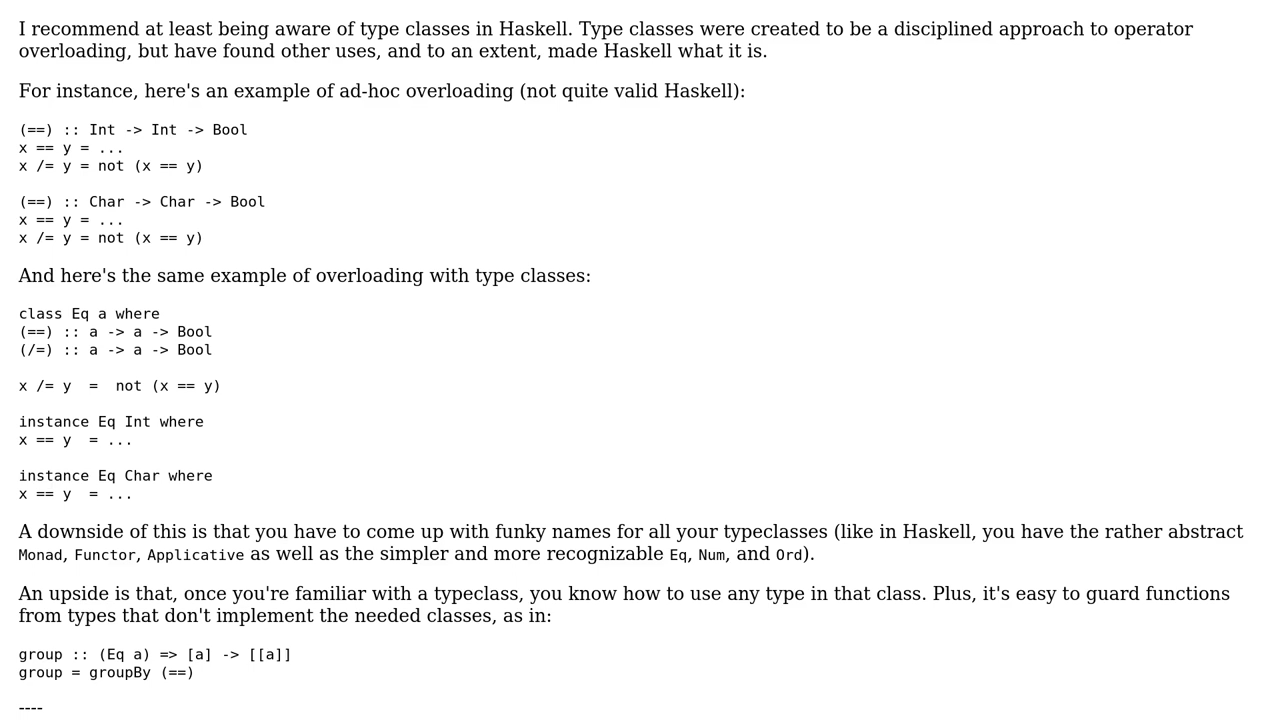 I recommend at least being aware of type classes in Haskell. Type classes were created to be a disciplined approach to operator
overloading, but have found other uses, and to an extent, made Haskell what it is.
For instance, here's an example of ad-hoc overloading (not quite valid Haskell):
(==) :: Int -> Int -> Bool
x == y = ...
x /= y = not (x == y)
(==) :: Char -> Char -> Bool
x == y = ...
x /= y = not (x == y)
And here's the same example of overloading with type classes:
class Eq a where
(==) :: a -> a -> Bool
(/=) :: a -> a -> Bool
x /= y  =  not (x == y)
instance Eq Int where
x == y  = ...
instance Eq Char where
x == y  = ...
A downside of this is that you have to come up with funky names for all your typeclasses (like in Haskell, you have the rather abstract
Monad, Functor, Applicative as well as the simpler and more recognizable Eq, Num, and Ord).
An upside is that, once you're familiar with a typeclass, you know how to use any type in that class. Plus, it's easy to guard functions
from types that don't implement the needed classes, as in:
group :: (Eq a) => [a] -> [[a]]
group = groupBy (==)
----